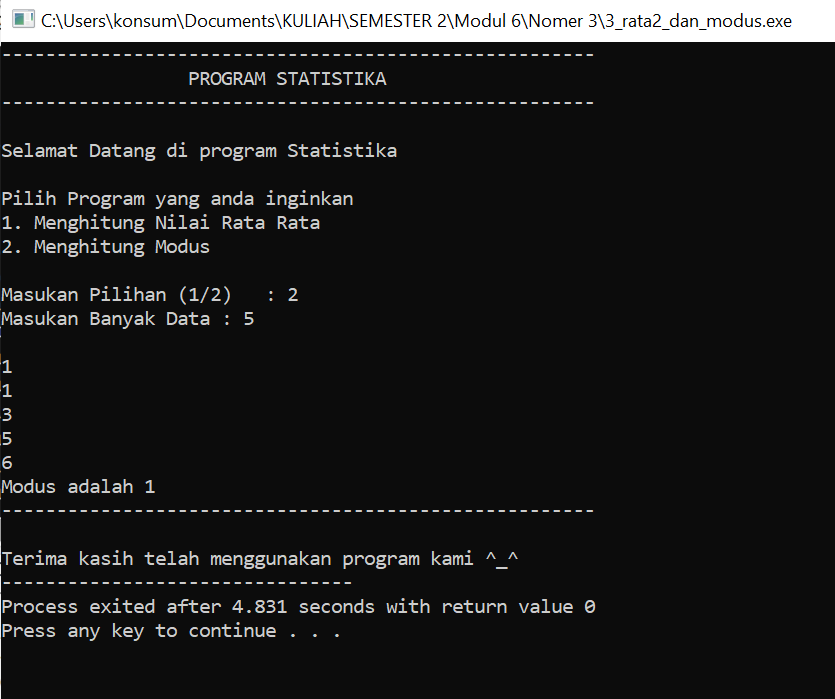 C:\Users\konsum\Documents\KULIAH\SEMESTER 2\Modul 6\Nomer 3\3_rata2_dan_modus.exe
------------------------------------------------------
PROGRAM STATISTIKA
------------------------------------------------------
Selamat Datang di program Statistika
Pilih Program yang anda inginkan
1. Menghitung Nilai Rata Rata
2. Menghitung Modus
Masukan Pilihan (1/2)   : 2
Masukan Banyak Data : 5
1
1
3
5
6
Modus adalah 1
------------------------------------------------------
Terima kasih telah menggunakan program kami ^_^
--------------------------------
Process exited after 4.831 seconds with return value 0
Press any key to continue . . .